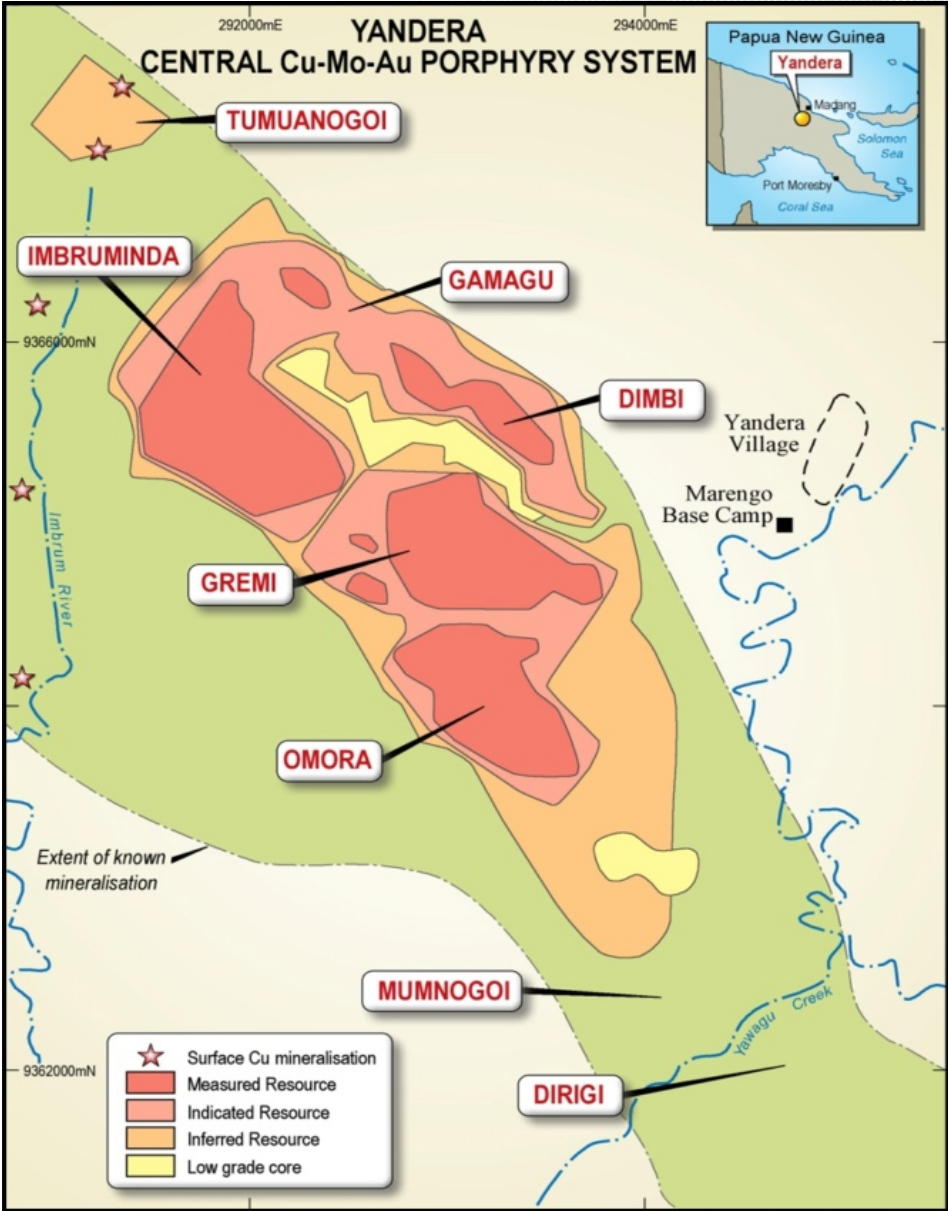 292000mE
YANDERA
294000mE
CENTRAL Cu-Mo-Au PORPHYRY SYSTEM
Papua New Guinea
Yandera
Madang
Solomon
Sea
Port Moresby
Coral Sea
TUMUANOGOI
IMBRUMINDA
GAMAGU
9366000mN
DIMBI
Yandera
Village
Marengo
Base Camp
Imbrum River
GREMI
OMORA
Extent of known
mineralisation
MUMNOGOI
Yawagu Creek
DIRIGI
9362000mN
Surface Cu mineralisation
Measured Resource
Indicated Resource
Inferred Resource
Low grade core